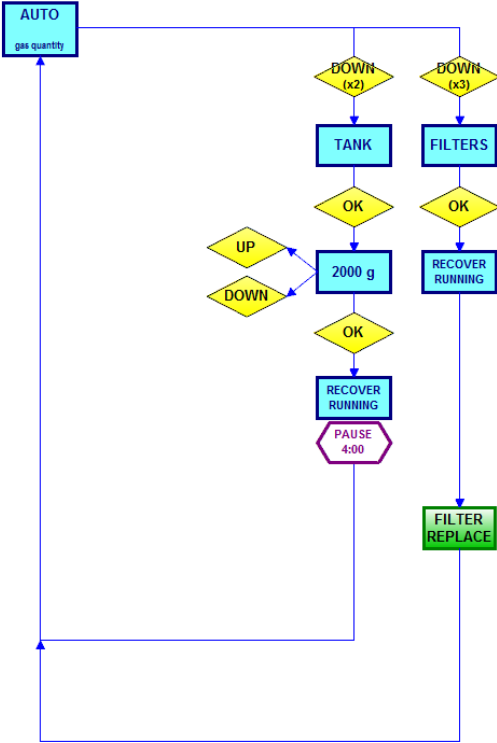 AUTO
gas quantity
DOWN
(x2)
DOWN
(x3)
TANK
FILTERS
OK
OK
UP
2000 g
RECOVER
RUNNING
DOWN
OK
RECOVER
RUNNING
PAUSE
4:00
FILTER
REPLACE